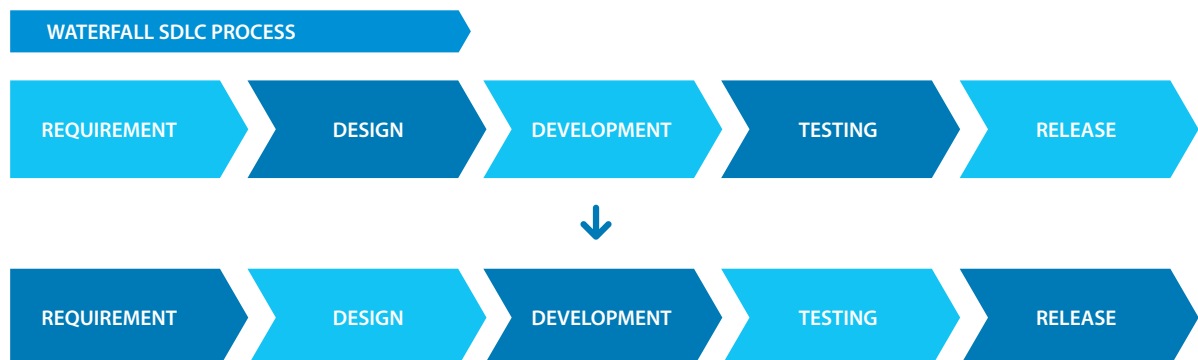 WATERFALL SDLC PROCESS
REQUIREMENT DESIGN DEVELOPMENT TESTING RELEASE
REQUIREMENT DESIGN DEVELOPMENT TESTING RELEASE